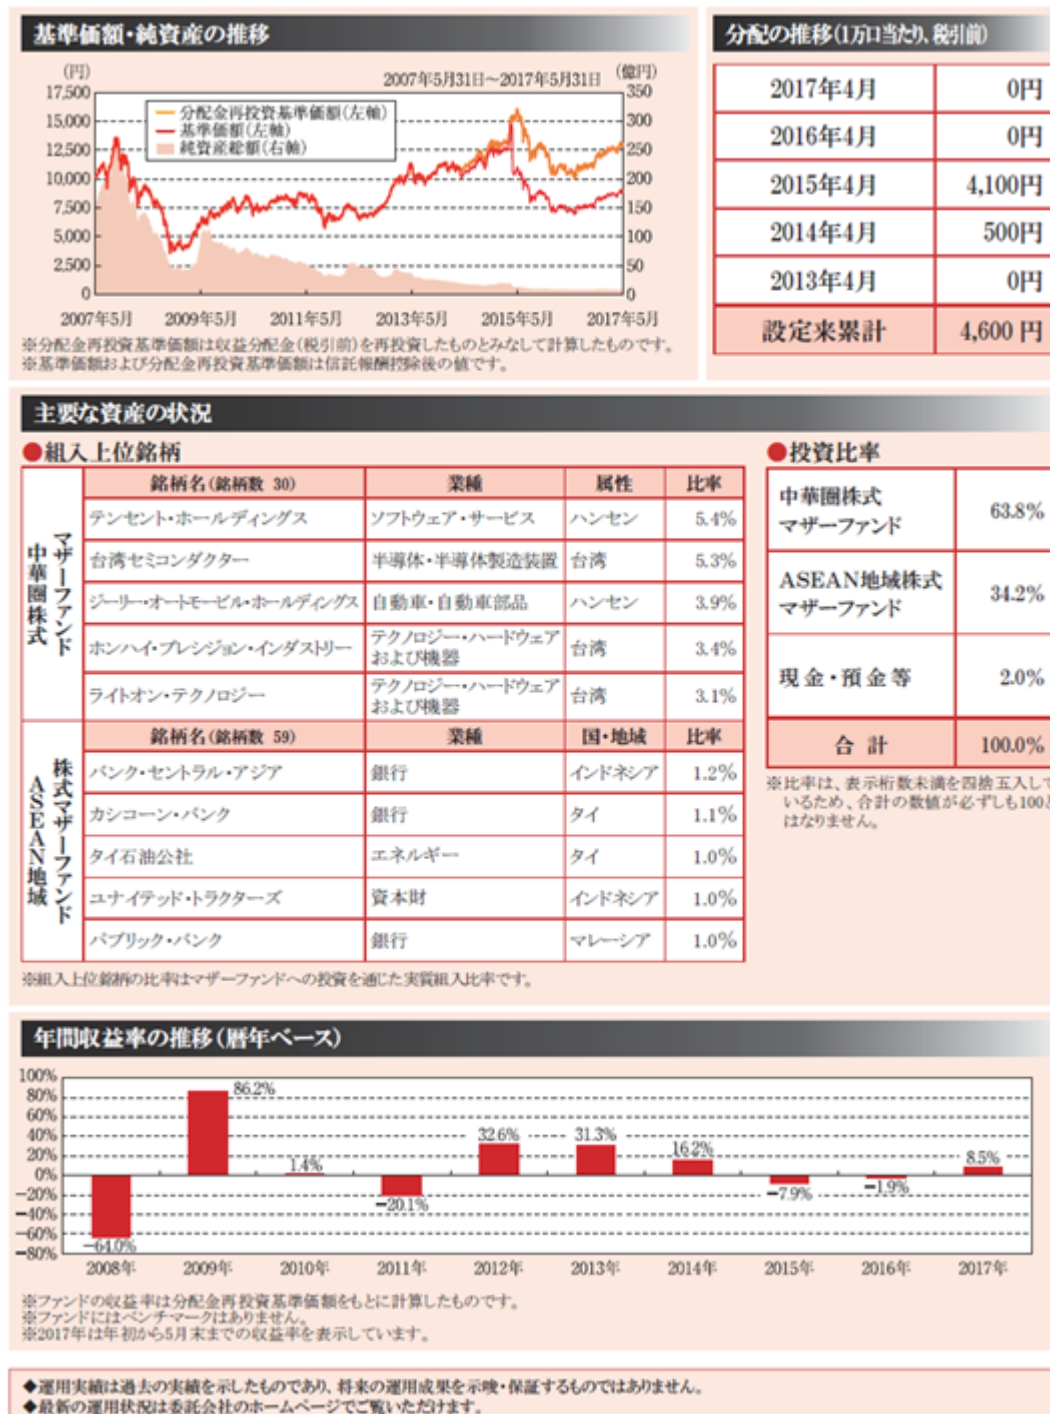 基準価額・純資産の推移
(円)
2007年5月31日～2017年5月31日
(億円)
17,500
15,000
12,500
10,000
7,500
5,000
2,500
0
350
300
250
200
150
100
50
0
分配金再投資基準価額(左軸)
基準価額(左軸)
純資産総額(右軸)
2007年5月 2009年5月 2011年5月 2013年5月 2015年5月 2017年5月
※分配金再投資基準価額は収益分配金(税引前)を再投資したものとみなして計算したものです。
※基準価額および分配金再投資基準価額は信託報酬控除後の値です。
分配の推移(1万口当たり、税引前)
2017年4月 0円
2016年4月 0円
2015年4月 4,100円
2014年4月 500円
2013年4月 0円
設定来累計 4,600円
主要な資産の状況
●組入上位銘柄
中華圏株式
マザーファンド
銘柄名(銘柄数 30) 業種 属性 比率
テンセント・ホールディングス ソフトウェア・サービス ハンセン 5.4%
台湾セミコンダクター 半導体・半導体製造装置 台湾 5.3%
ジーリー・オートモービル・ホールディングス 自動車・自動車部品 ハンセン 3.9%
ホンハイ・プレシジョン・インダストリー テクノロジー・ハードウェアおよび機器 台湾 3.4%
ライトオン・テクノロジー テクノロジー・ハードウェアおよび機器 台湾 3.1%
ASEAN地域
株式マザーファンド
銘柄名(銘柄数 59) 業種 国・地域 比率
バンク・セントラル・アジア 銀行 インドネシア 1.2%
カシコーン・バンク 銀行 タイ 1.1%
タイ石油公社 エネルギー タイ 1.0%
ユナイテッド・トラクターズ 資本財 インドネシア 1.0%
パブリック・バンク 銀行 マレーシア 1.0%
※組入上位銘柄の比率はマザーファンドへの投資を通じた実質組入比率です。
●投資比率
中華圏株式
マザーファンド 63.8%
ASEAN地域株式
マザーファンド 34.2%
現金・預金等 2.0%
合計 100.0%
※比率は、表示桁数未満を四捨五入して
いるため、合計の数値が必ずしも100と
はなりません。
年間収益率の推移(暦年ベース)
100%
80%
60%
40%
20%
0%
−20%
−40%
−60%
−80%
−64.0%
86.2%
1.4%
−20.1%
32.6%
31.3%
16.2%
−7.9%
−1.9%
8.5%
2008年 2009年 2010年 2011年 2012年 2013年 2014年 2015年 2016年 2017年
※ファンドの収益率は分配金再投資基準価額をもとに計算したものです。
※ファンドにはベンチマークはありません。
※2017年は年初から5月末までの収益率を表示しています。
◆運用実績は過去の実績を示したものであり、将来の運用成果を示唆・保証するものではありません。
◆最新の運用状況は委託会社のホームページでご覧いただけます。